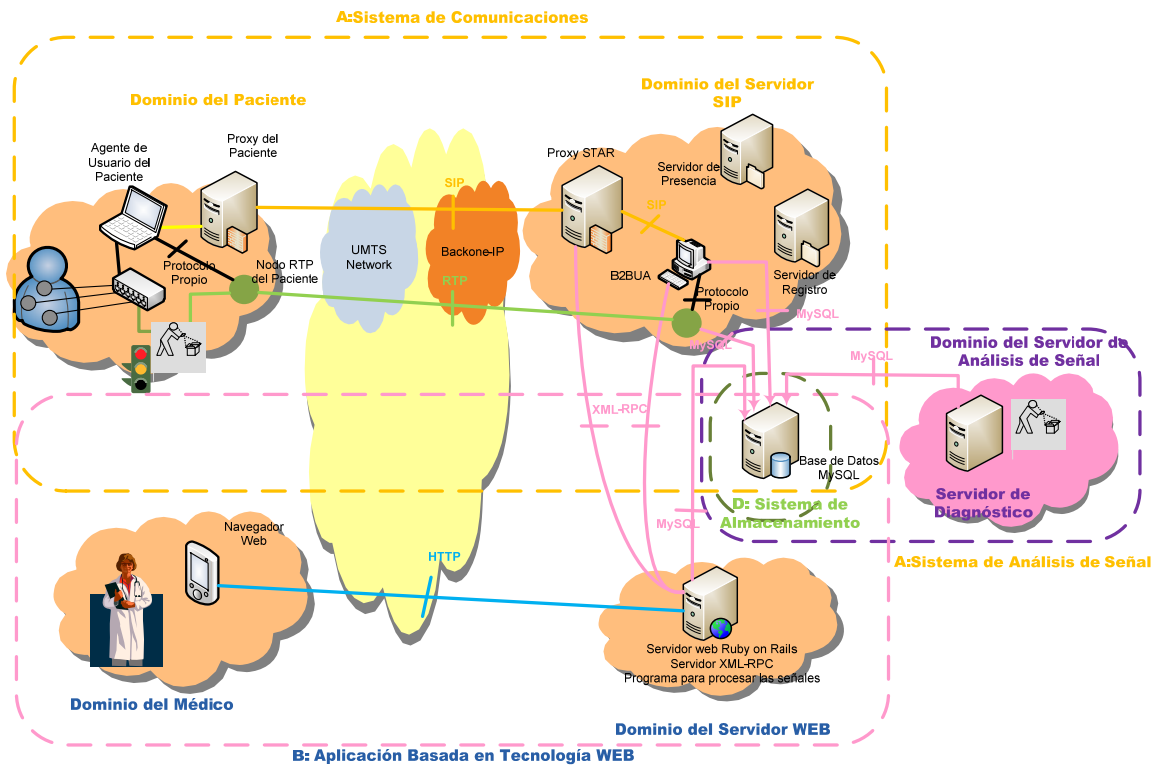 A:Sistema de Comunicaciones
Dominio del Paciente
Dominio del Servidor
SIP
Agente de
Usuario del
Paciente
Proxy del
Paciente
Proxy STAR
Servidor de
Presencia
SIP
SIP
UMTS
Network
Backone-IP
Protocolo
Propio
Nodo RTP
del Paciente
RTP
B2BUA
Protocolo
Propio
Servidor de
Registro
MySQL
MySQL
MySQL
Dominio del Servidor de
Análisis de Señal
XML-RPC
Base de Datos
MySQL
Servidor de
Diagnóstico
D: Sistema de
Almacenamiento
MySQL
A:Sistema de Análisis de Señal
Navegador
Web
HTTP
Servidor web Ruby on Rails
Servidor XML-RPC
Programa para procesar las señales
Dominio del Médico
Dominio del Servidor WEB
B: Aplicación Basada en Tecnología WEB